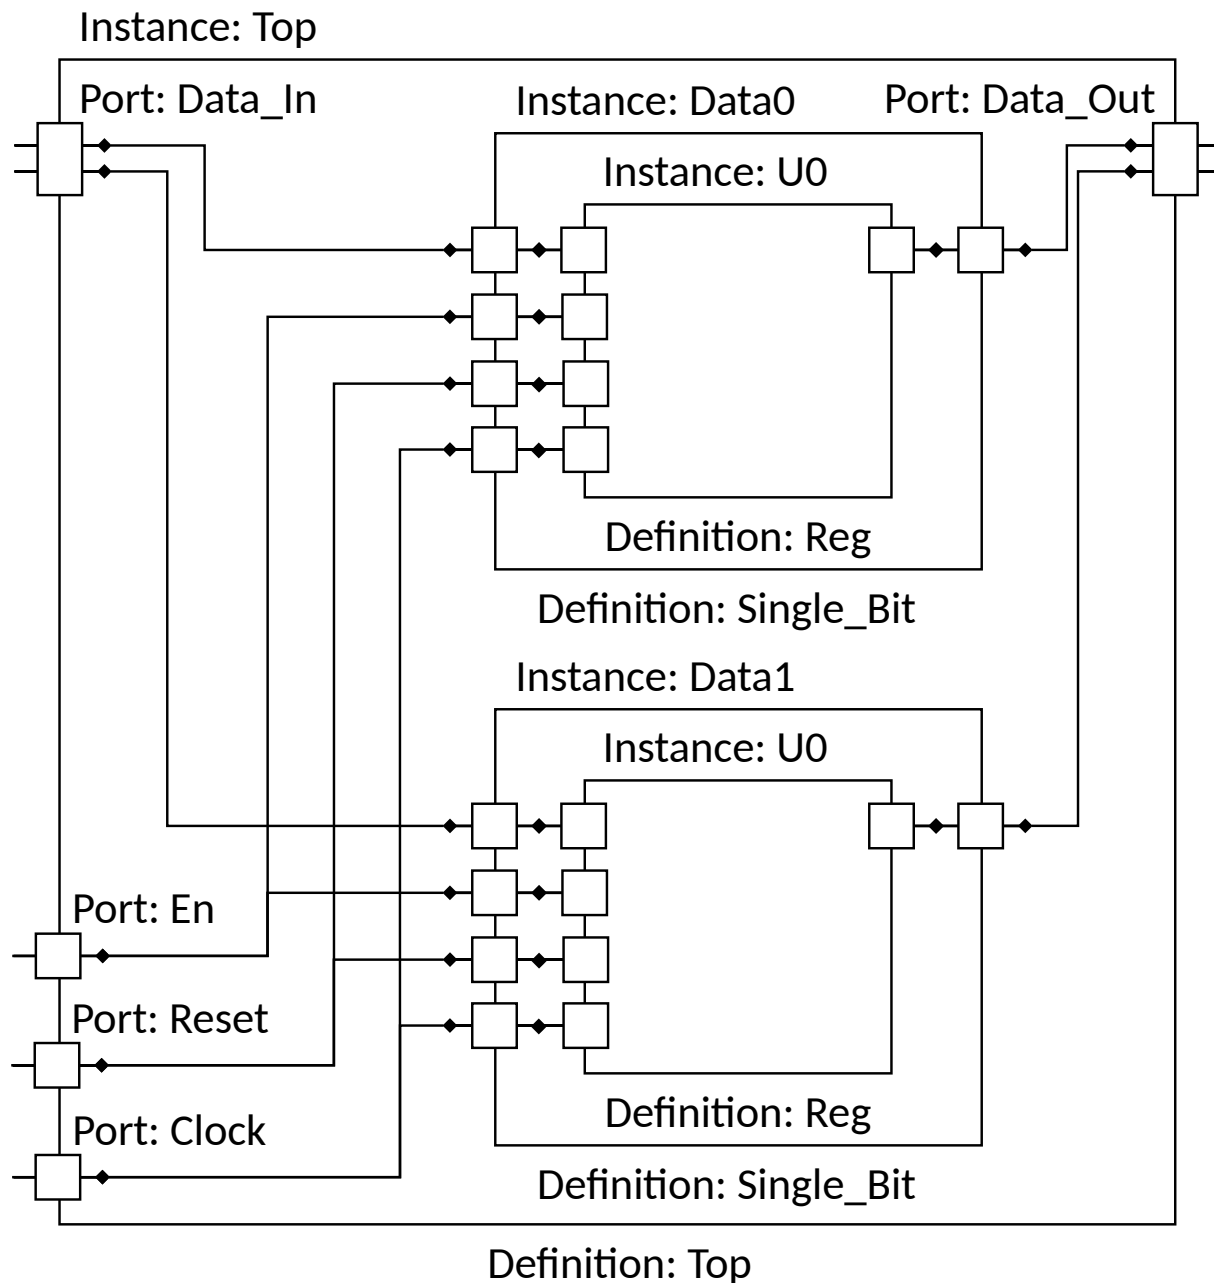 Instance: Top
Port: Data_In
Instance: Data0
Port: Data_Out
Instance: U0
Definition: Reg
Definition: Single_Bit
Instance: Data1
Instance: U0
Port: En
Port: Reset
Port: Clock
Definition: Reg
Definition: Single_Bit
Definition: Top